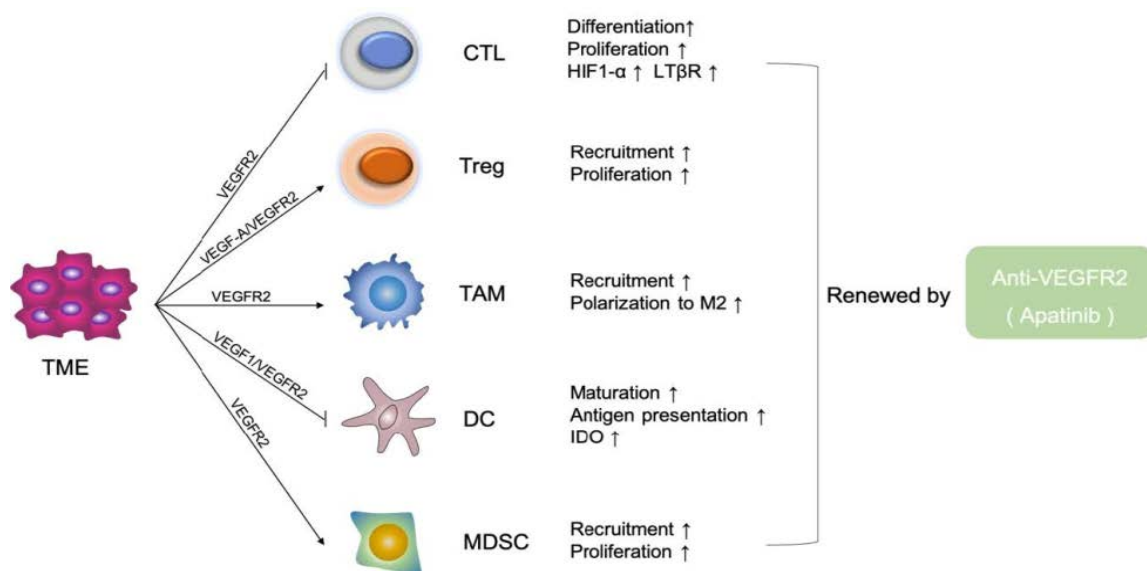 CTL
Differentiation↑
Proliferation ↑
HIF1-α ↑ LTβR ↑
VEGFR2
Treg
Recruitment ↑
Proliferation ↑
VEGF-A/VEGFR2
TME
VEGFR2
TAM
Recruitment ↑
Polarization to M2 ↑
VEGF1/VEGFR2
DC
Maturation ↑
Antigen presentation ↑
IDO ↑
VEGFR2
MDSC
Recruitment ↑
Proliferation ↑
Renewed by
Anti-VEGFR2
( Apatinib )